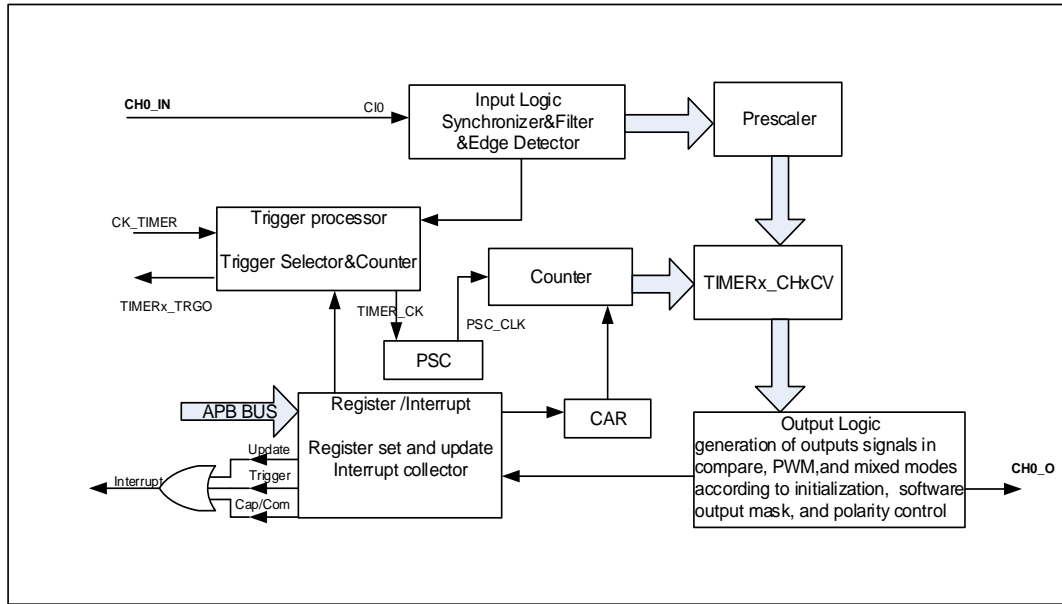 CH0_IN
CI0
Input Logic
Synchronizer&Filter
&Edge Detector
Prescaler
CK_TIMER
Trigger processor
Trigger Selector&Counter
TIMERx_TRGO
TIMER_CK
PSC_CLK
Counter
TIMERx_CHxCV
PSC
APB BUS
Register /Interrupt
Register set and update
Interrupt collector
CAR
Update
Trigger
Cap/Com
Interrupt
Output Logic
generation of outputs signals in
compare, PWM,and mixed modes
according to initialization, software
output mask, and polarity control
CH0_O